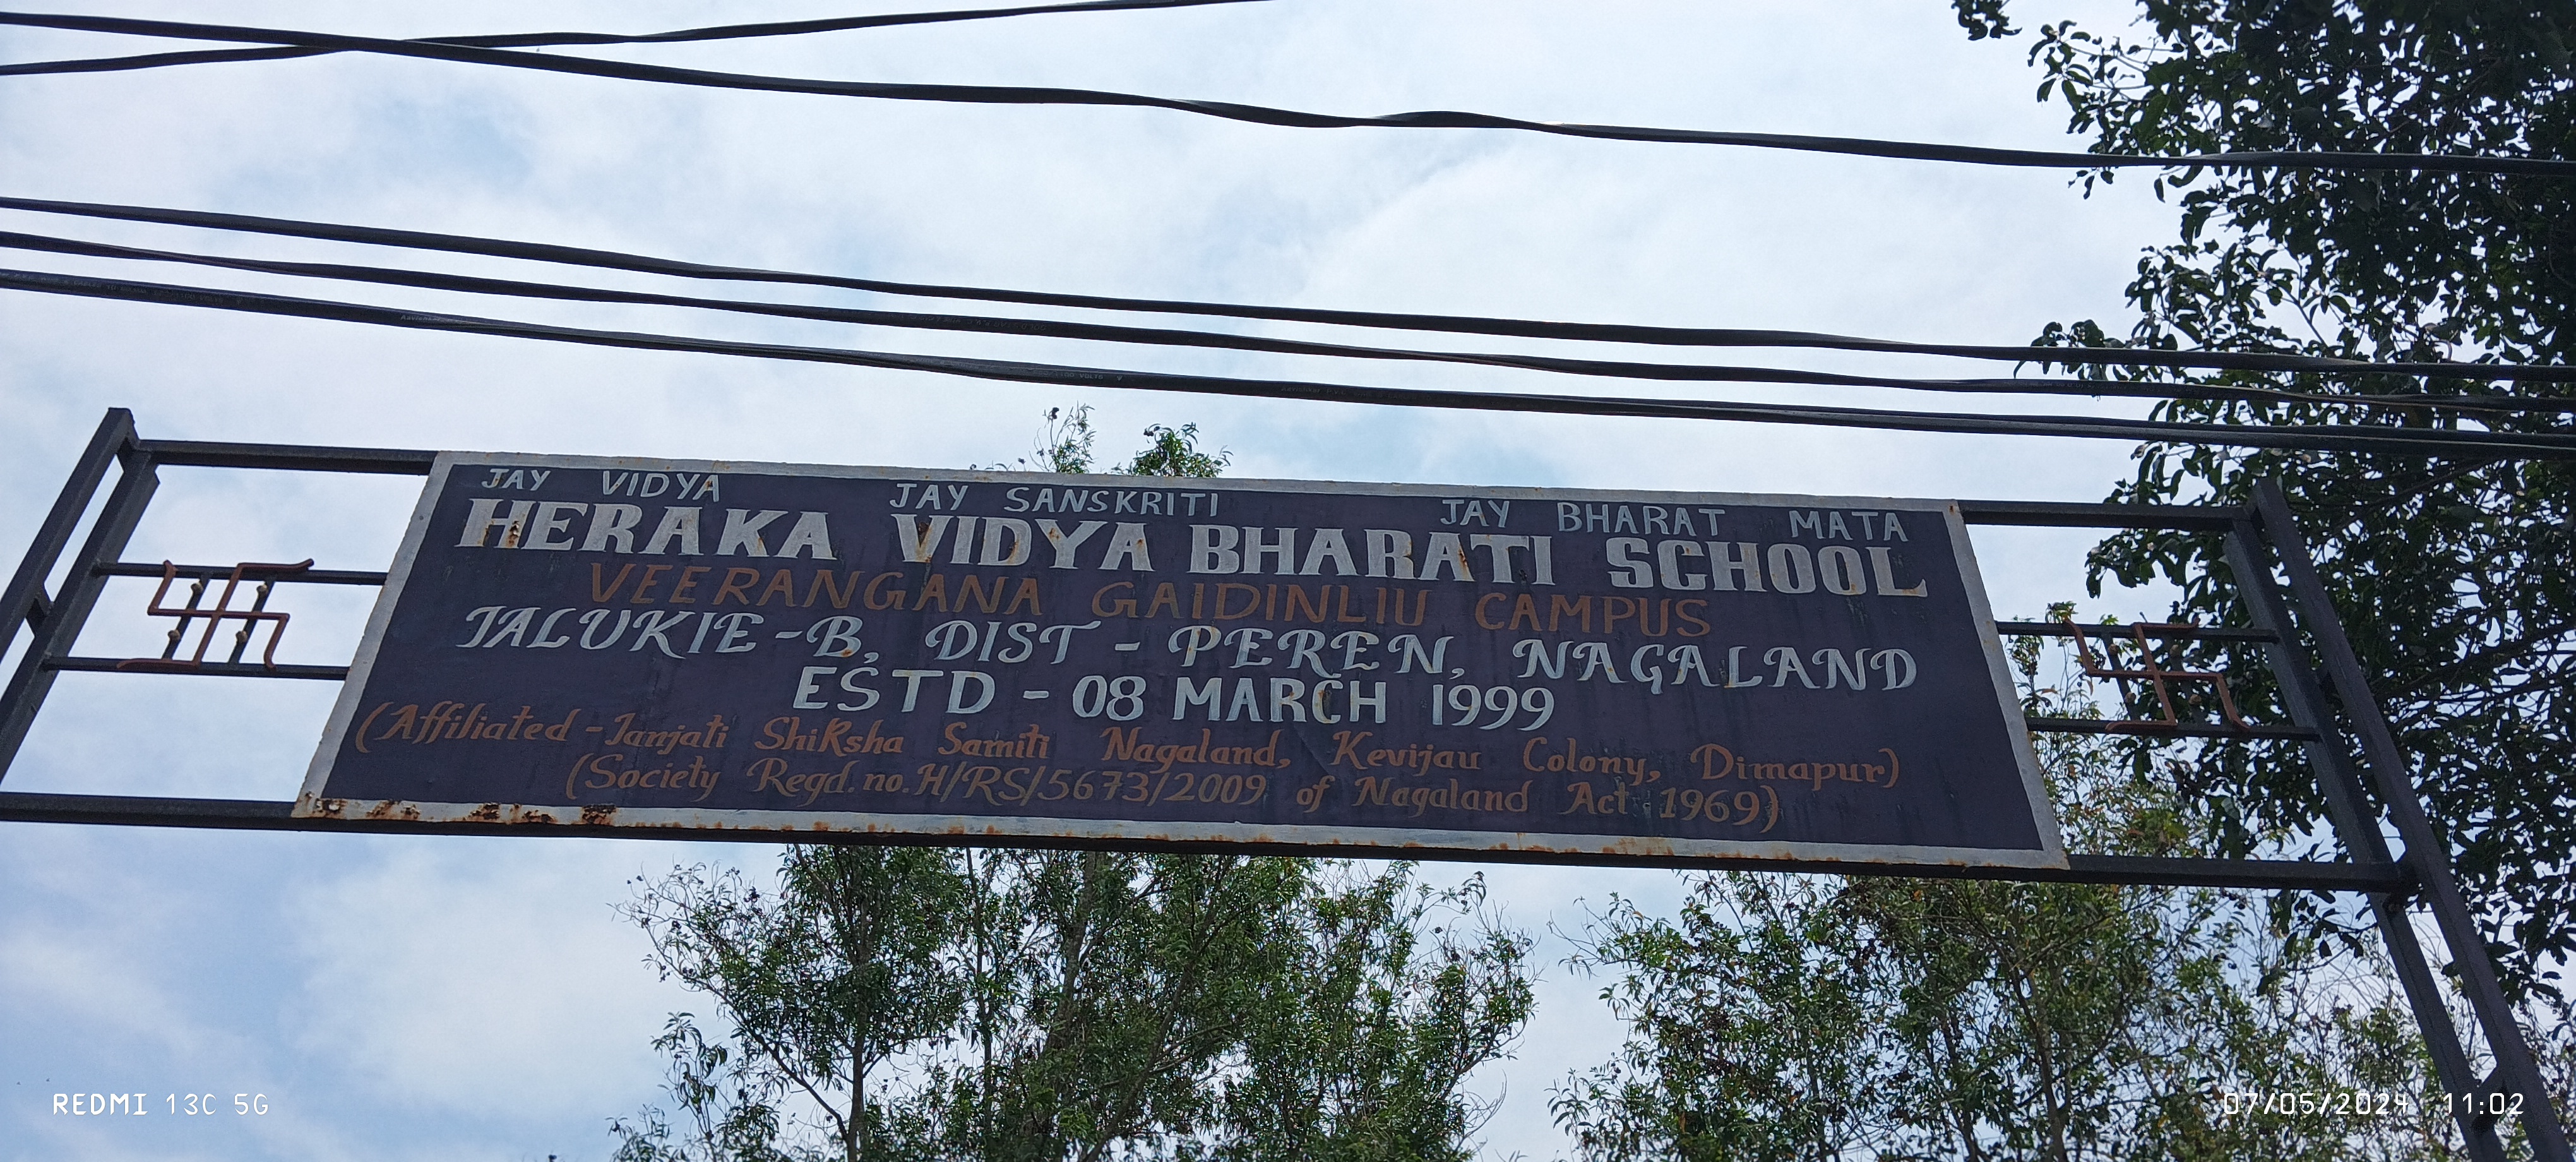 JAY VIDYA JAY SANSKRITI JAY BHARAT MATA
HERAKA VIDYA BHARATI SCHOOL
VEERANGANA GAIDINLIU CAMPUS
JALUKIE-B, DIST - PEREN, NAGALAND
ESTD - 08 MARCH 1999
(Affiliated - Janjati ShiKsha Samiti Nagaland, Kevijau Colony, Dimapur)
(Society Regd. no. H/RS/5673/2009 of Nagaland Act 1969)
REDMI 13C 5G
07/05/2024 11:02